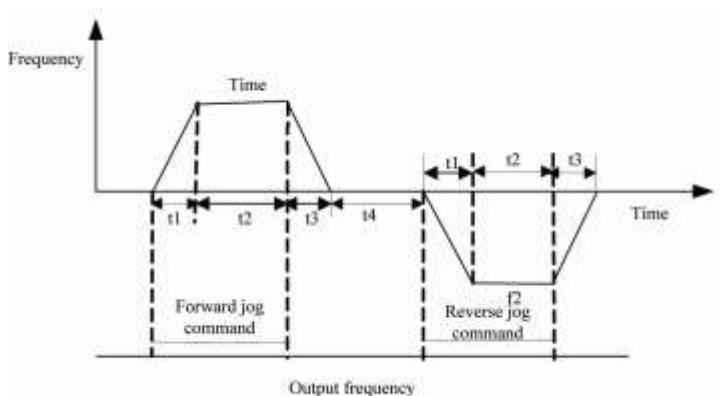 Frequency
Time
t1
t2
t3
Time
t1
t2
t3
t4
f2
Forward jog
command
Reverse jog
command
Output frequency